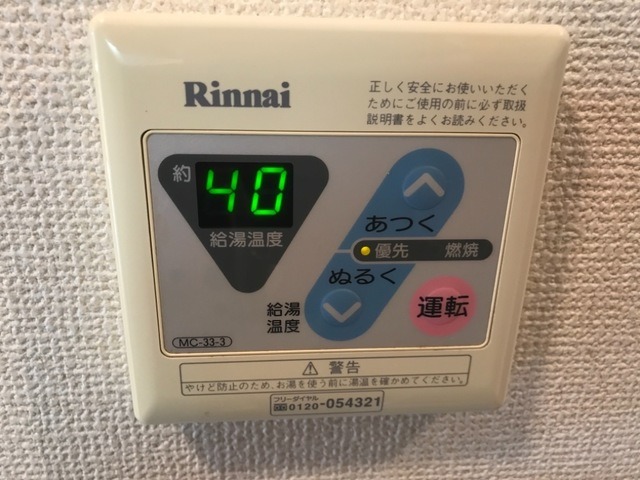 Rinnai
正しく安全にお使いいただく
ためにご使用の前に必ず取扱
説明書をよくお読みください。
約
40
給湯温度
あつく
優先 燃焼
ぬるく
給湯
温度
運転
MC-33-3
⚠ 警告
やけど防止のため、お湯を使う前に湯温を確かめてください。
フリーダイヤル
0120-054321